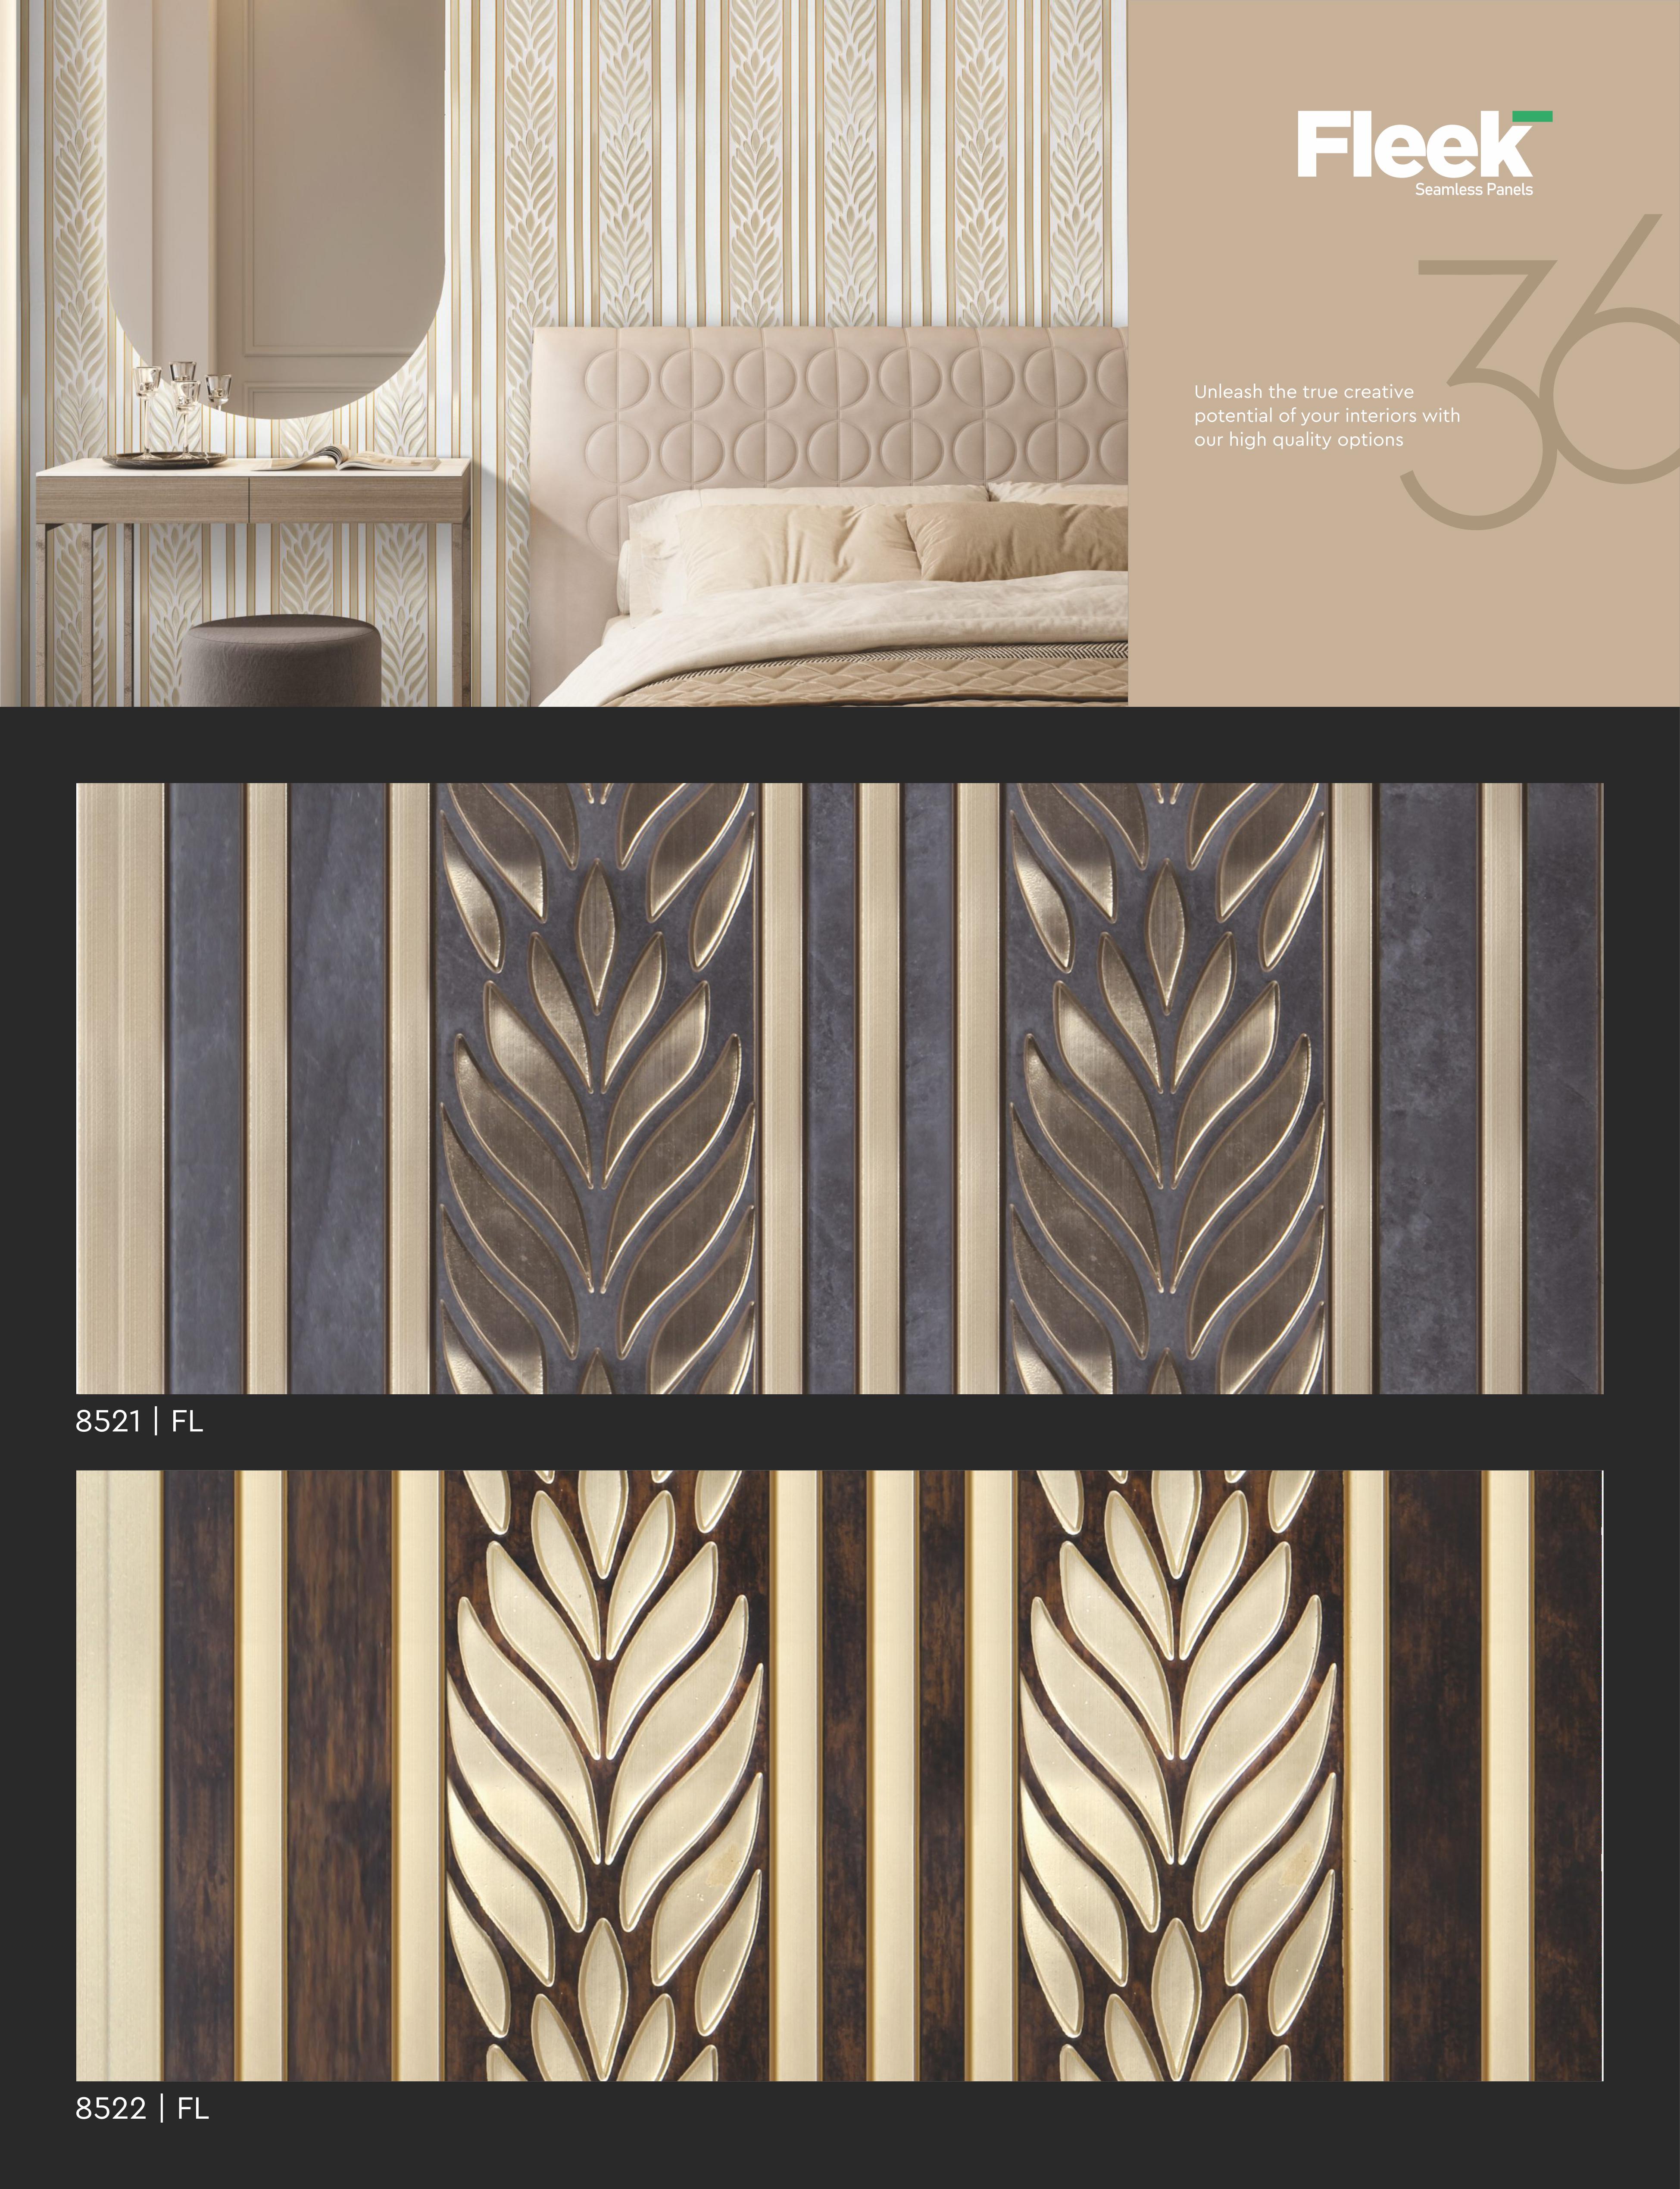 Fleek
Seamless Panels
36
Unleash the true creative
potential of your interiors with
our high quality options
8521 | FL
8522 | FL